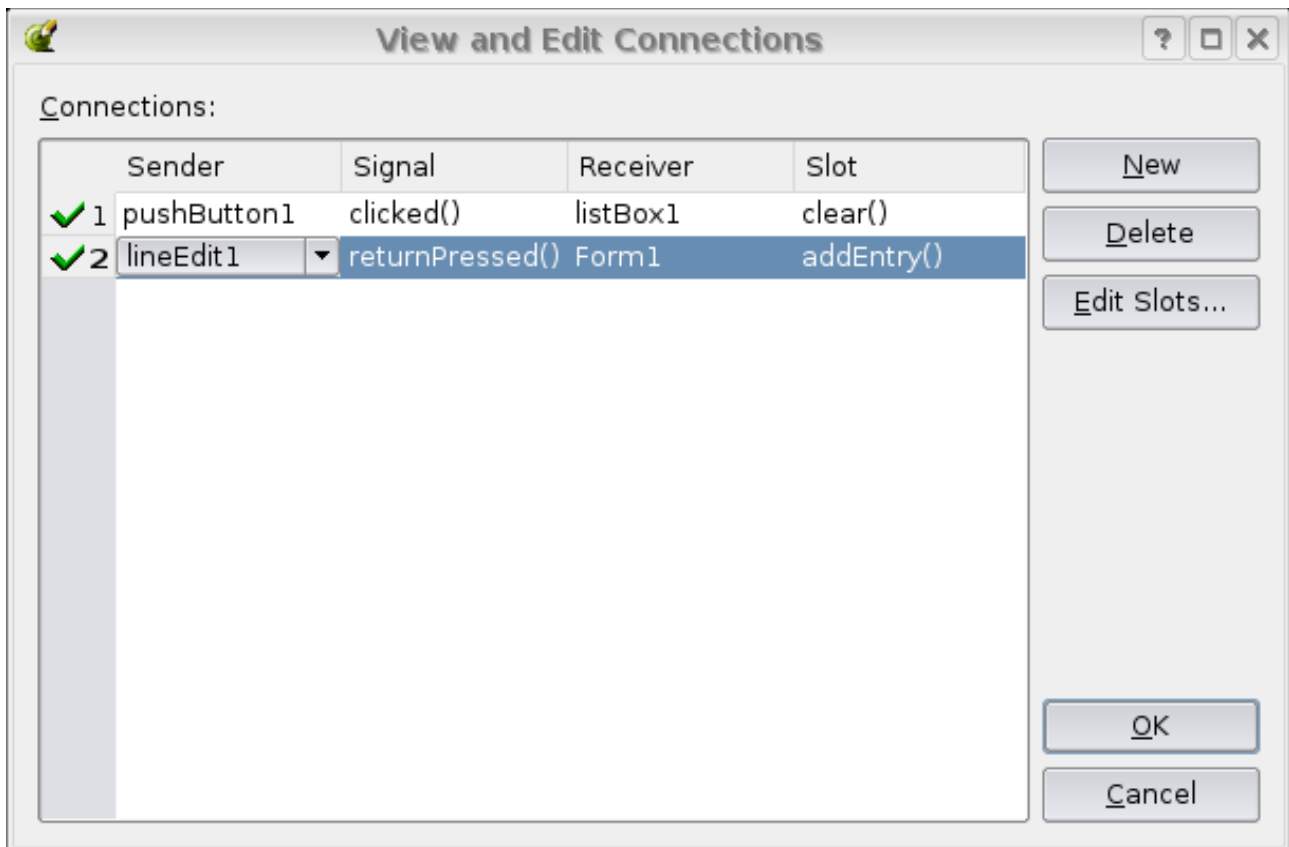 View and Edit Connections
Connections:
Sender Signal Receiver Slot
1 pushButton1 clicked() listBox1 clear()
2 lineEdit1 returnPressed() Form1 addEntry()
New
Delete
Edit Slots...
OK
Cancel